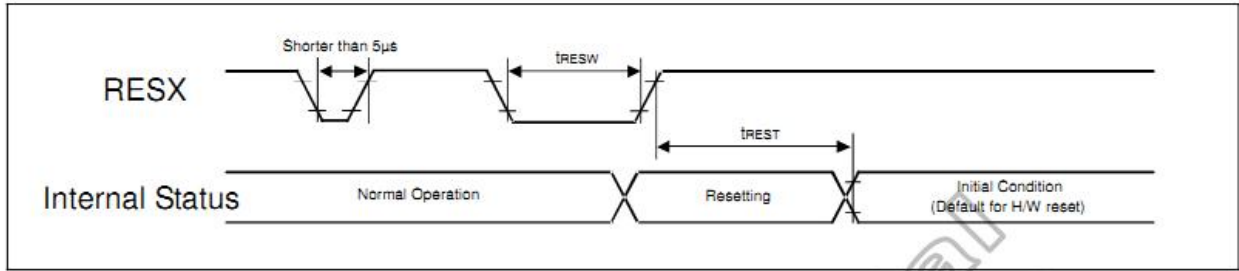 Shorter than 5µs
tRESW
RESX
tREST
Internal Status
Normal Operation
Resetting
Initial Condition
(Default for H/W reset)